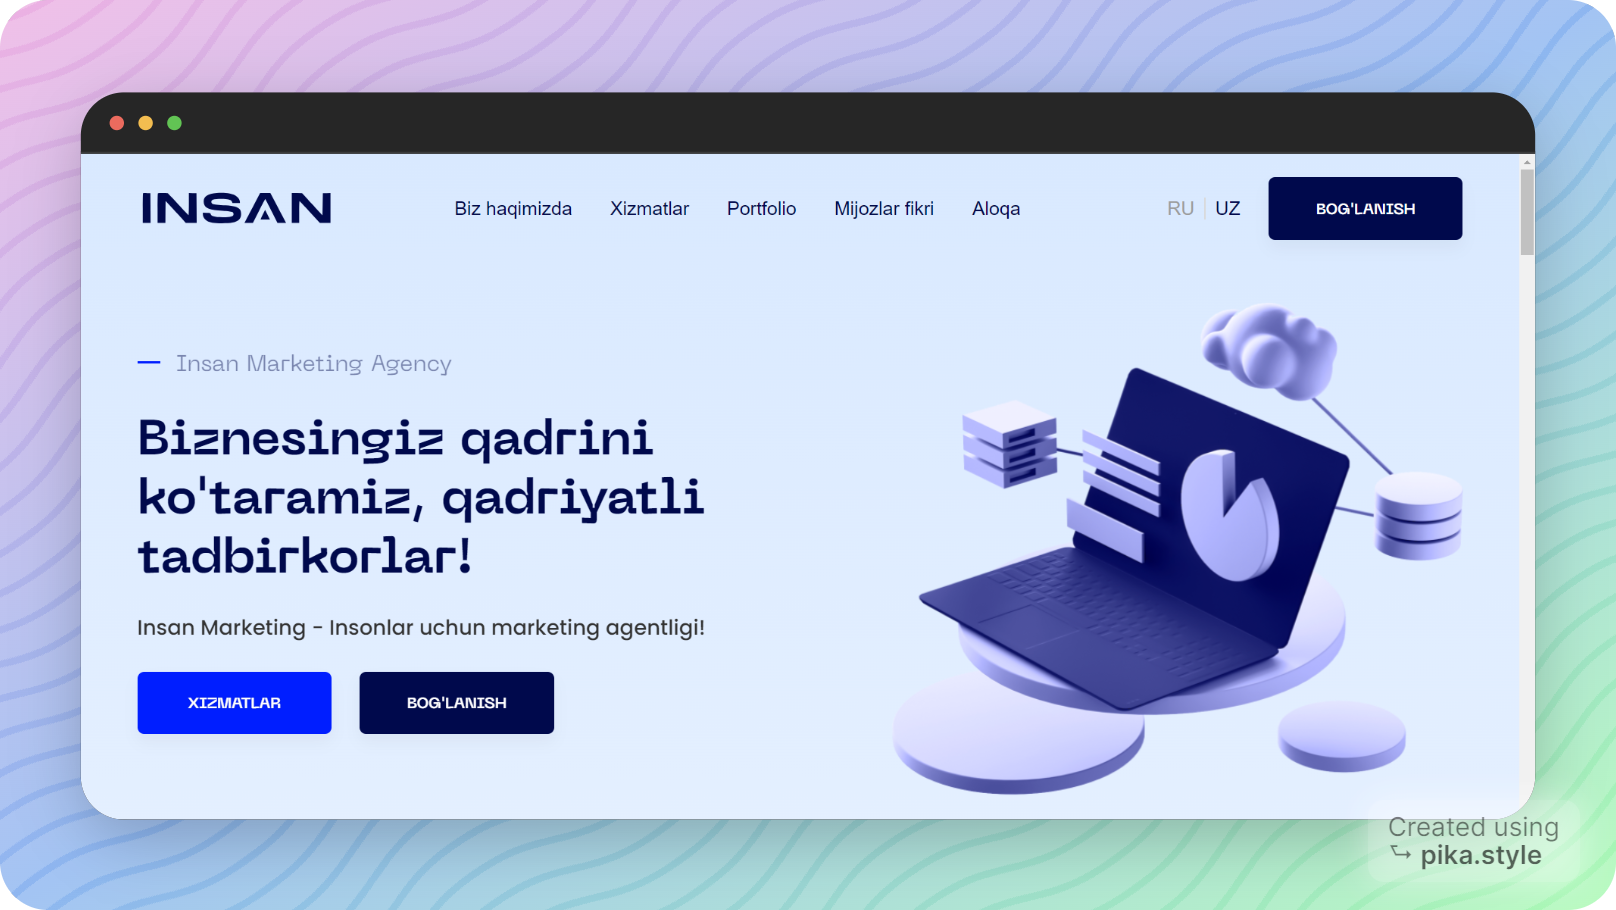 INSAN
Biz haqimizda
Xizmatlar
Portfolio
Mijozlar fikri
Aloqa
RU | UZ
BOG'LANISH
Insan Marketing Agency
Biznesingiz qadrini
ko'taramiz, qadriyatli
tadbirkorlar!
Insan Marketing - Insonlar uchun marketing agentligi!
XIZMATLAR
BOG'LANISH
Created using
pika.style